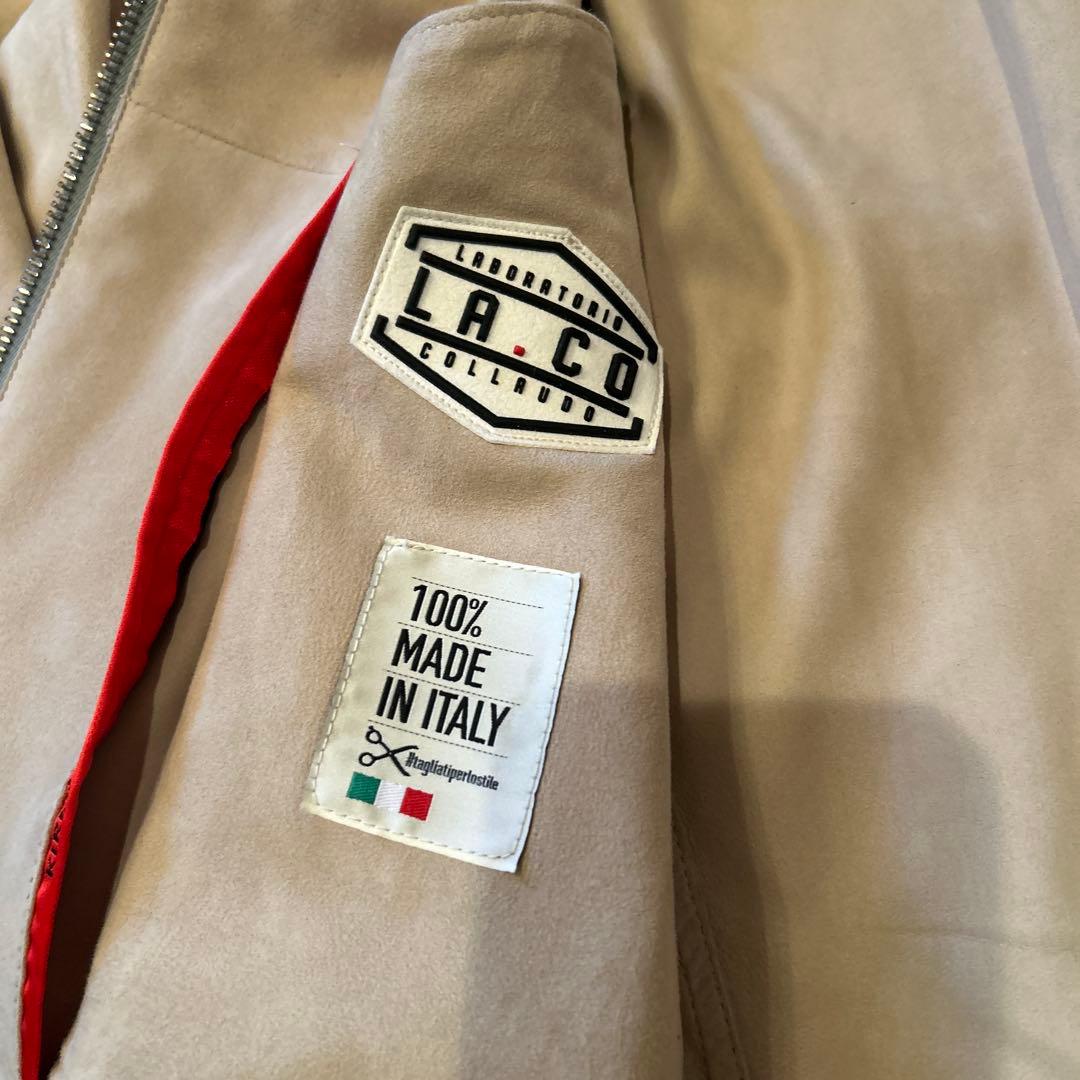 LABORATORIO
LA.CO
COLLAUDO
100%
MADE
IN ITALY
#tagliatiperlostile